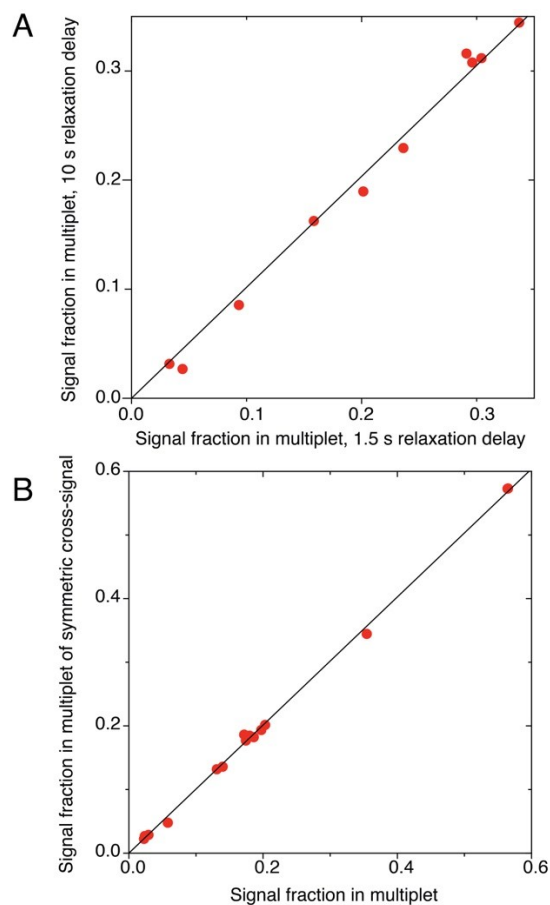 A
Signal fraction in multiplet, 10 s relaxation delay
0.3
0.2
0.1
0.0
0.0 0.1 0.2 0.3
Signal fraction in multiplet, 1.5 s relaxation delay
B
Signal fraction in multiplet of symmetric cross-signal
0.6
0.4
0.2
0.0
0.0 0.2 0.4 0.6
Signal fraction in multiplet